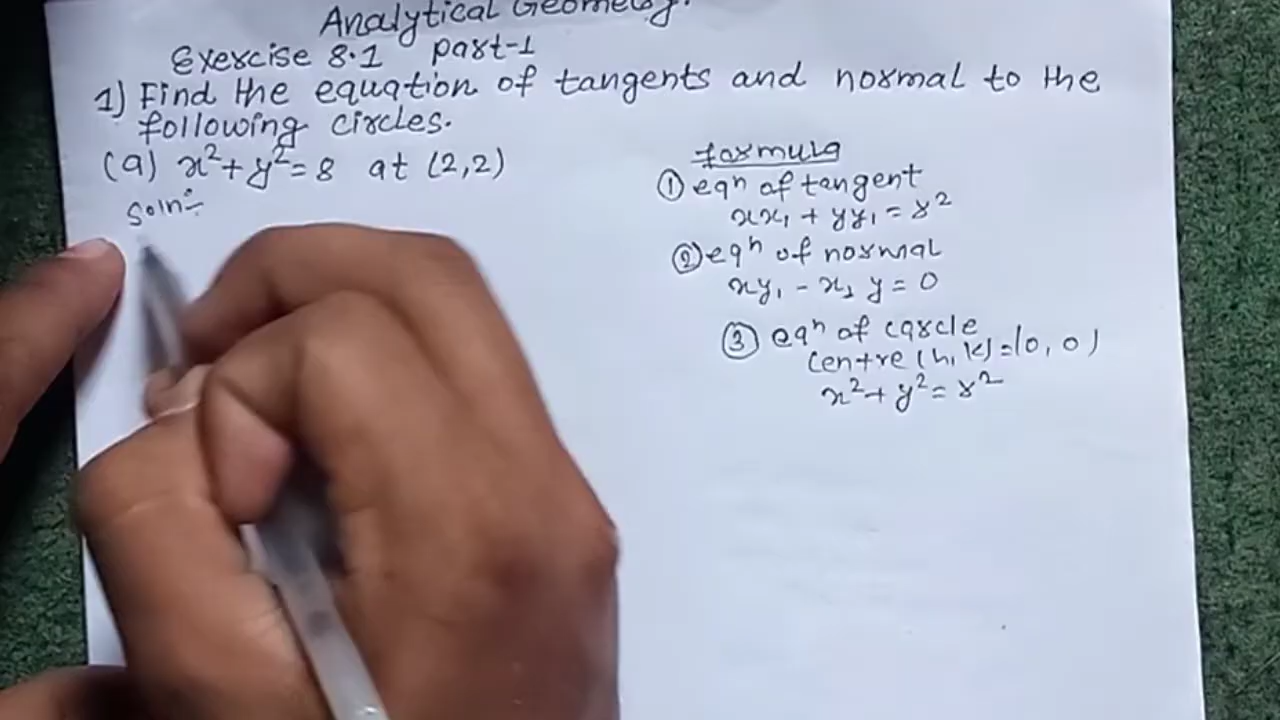 Analytical Geometry.
Exercise 8.1 part-1
1) Find the equation of tangents and normal to the
following circles.
(a) x²+y²=8 at (2,2)
Soln:-
formula
① eqⁿ of tangent
xx₁ + yy₁ = r²
② eqⁿ of normal
xy₁ - x₁y = 0
③ eqⁿ of carcle
centre (h, k) = (0, 0)
x²+ y² = r²